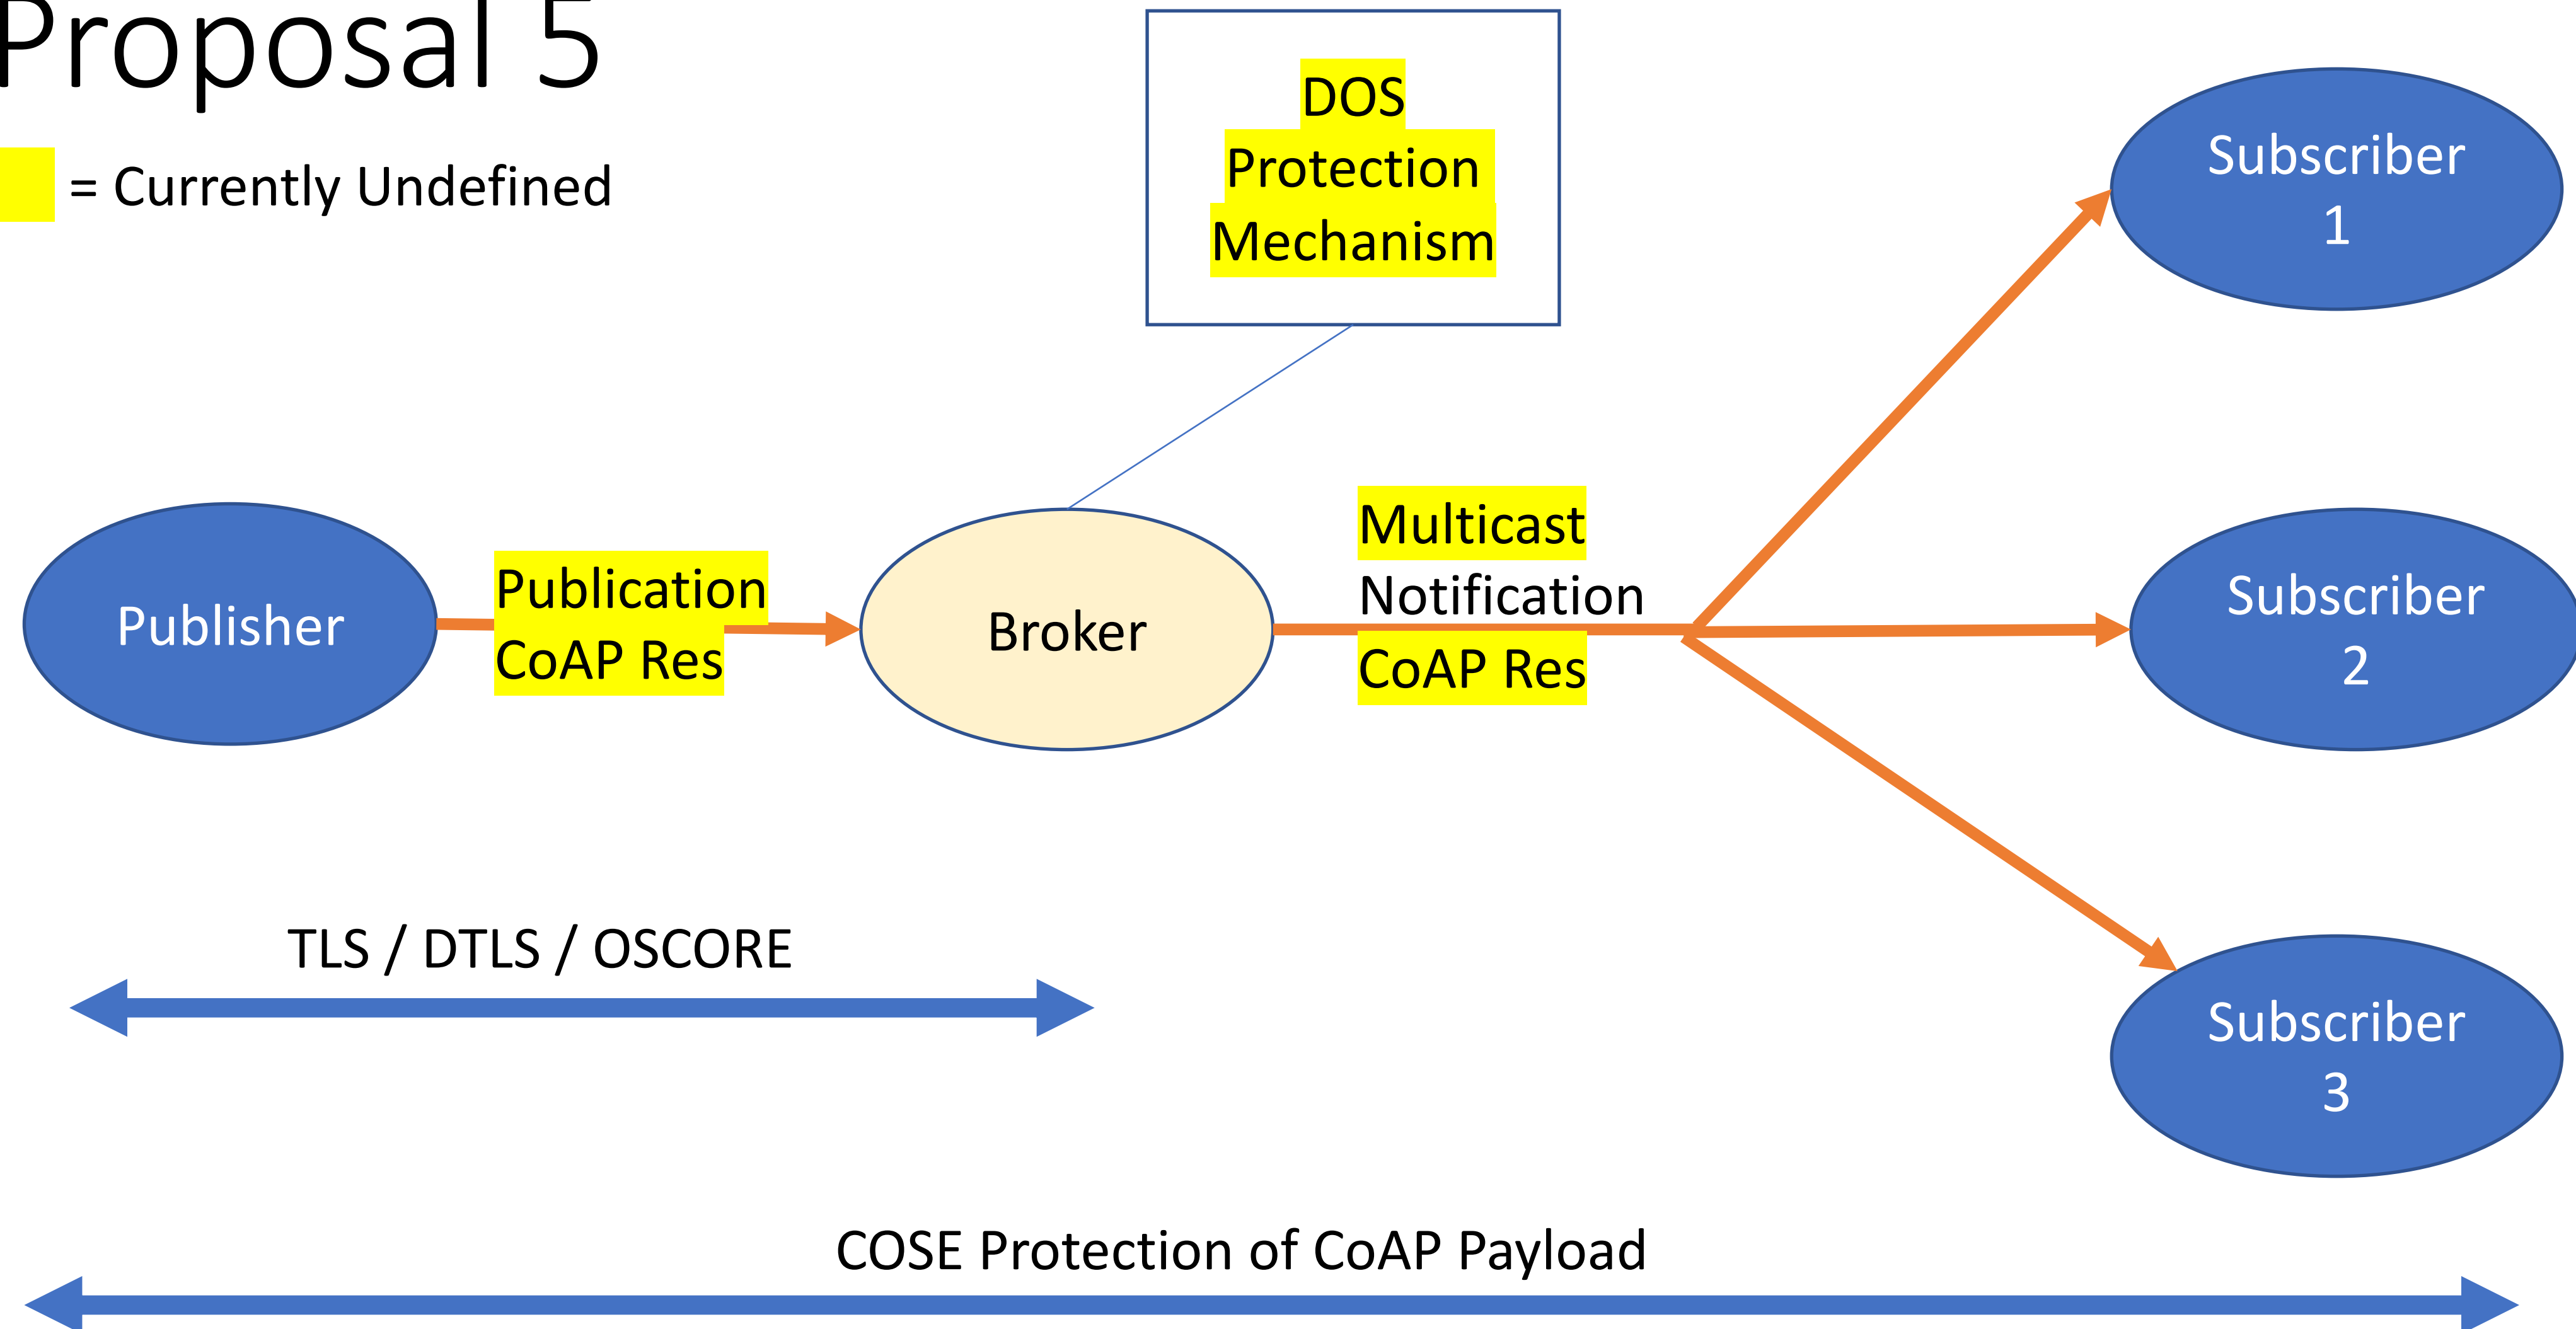 Proposal 5
= Currently Undefined
DOS
Protection
Mechanism
Subscriber
1
Publisher
Publication
CoAP Res
Broker
Multicast
Notification
CoAP Res
Subscriber
2
TLS / DTLS / OSCORE
Subscriber
3
COSE Protection of CoAP Payload